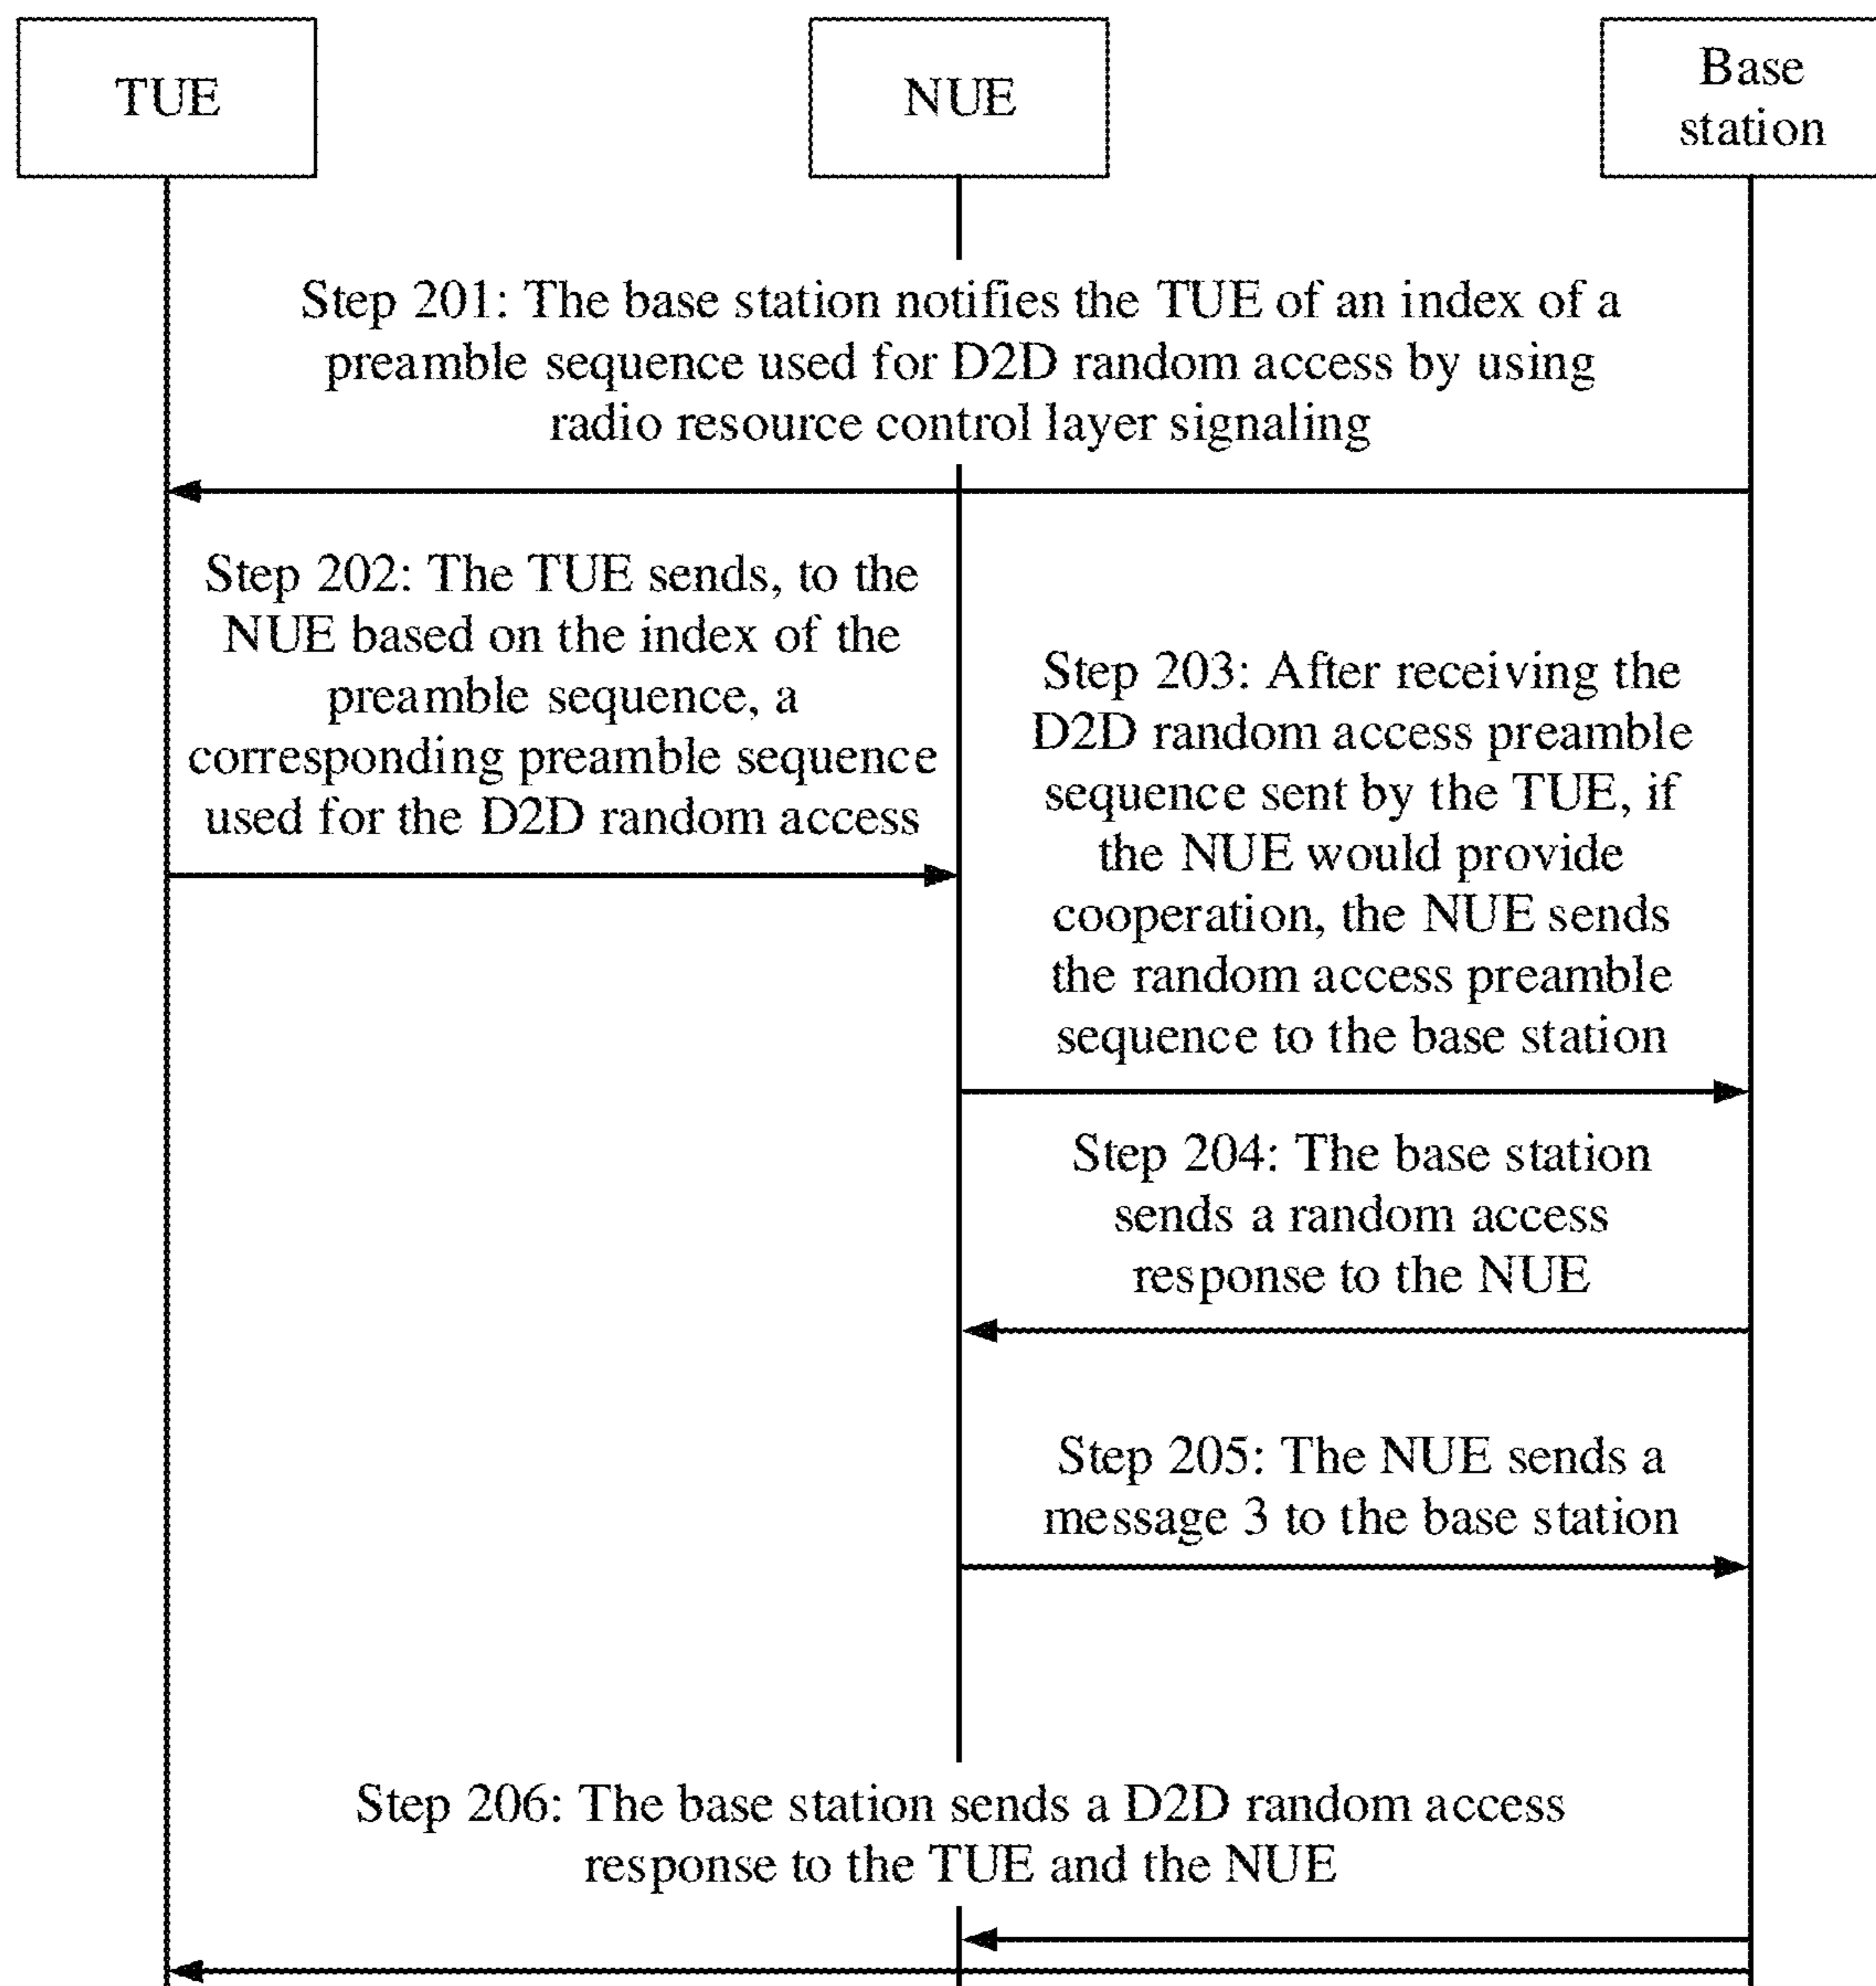 TUE
NUE
Base
station
Step 201: The base station notifies the TUE of an index of a
preamble sequence used for D2D random access by using
radio resource control layer signaling
Step 202: The TUE sends, to the
NUE based on the index of the
preamble sequence, a
corresponding preamble sequence
used for the D2D random access
Step 203: After receiving the
D2D random access preamble
sequence sent by the TUE, if
the NUE would provide
cooperation, the NUE sends
the random access preamble
sequence to the base station
Step 204: The base station
sends a random access
response to the NUE
Step 205: The NUE sends a
message 3 to the base station
Step 206: The base station sends a D2D random access
response to the TUE and the NUE